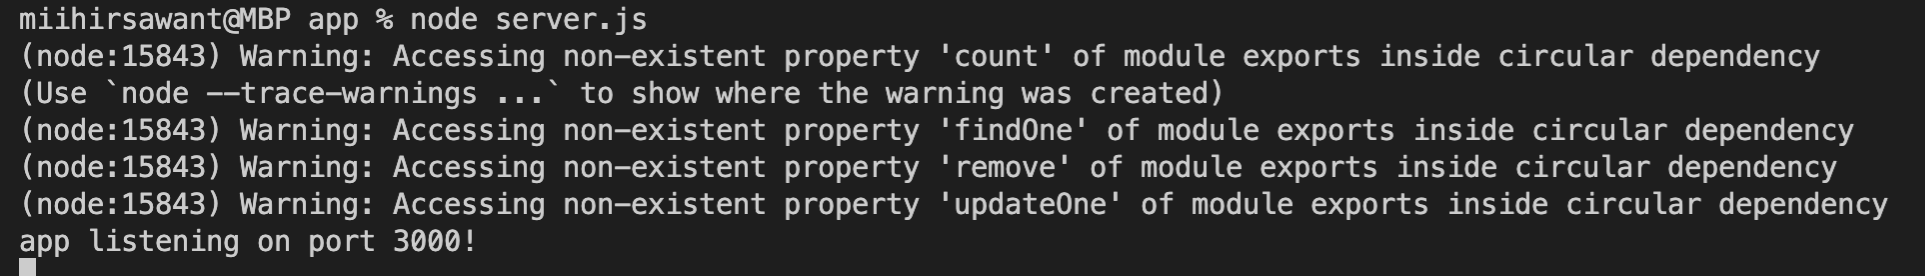 miihirsawant@MBP app % node server.js
(node:15843) Warning: Accessing non-existent property 'count' of module exports inside circular dependency
(Use `node --trace-warnings ...` to show where the warning was created)
(node:15843) Warning: Accessing non-existent property 'findOne' of module exports inside circular dependency
(node:15843) Warning: Accessing non-existent property 'remove' of module exports inside circular dependency
(node:15843) Warning: Accessing non-existent property 'updateOne' of module exports inside circular dependency
app listening on port 3000!